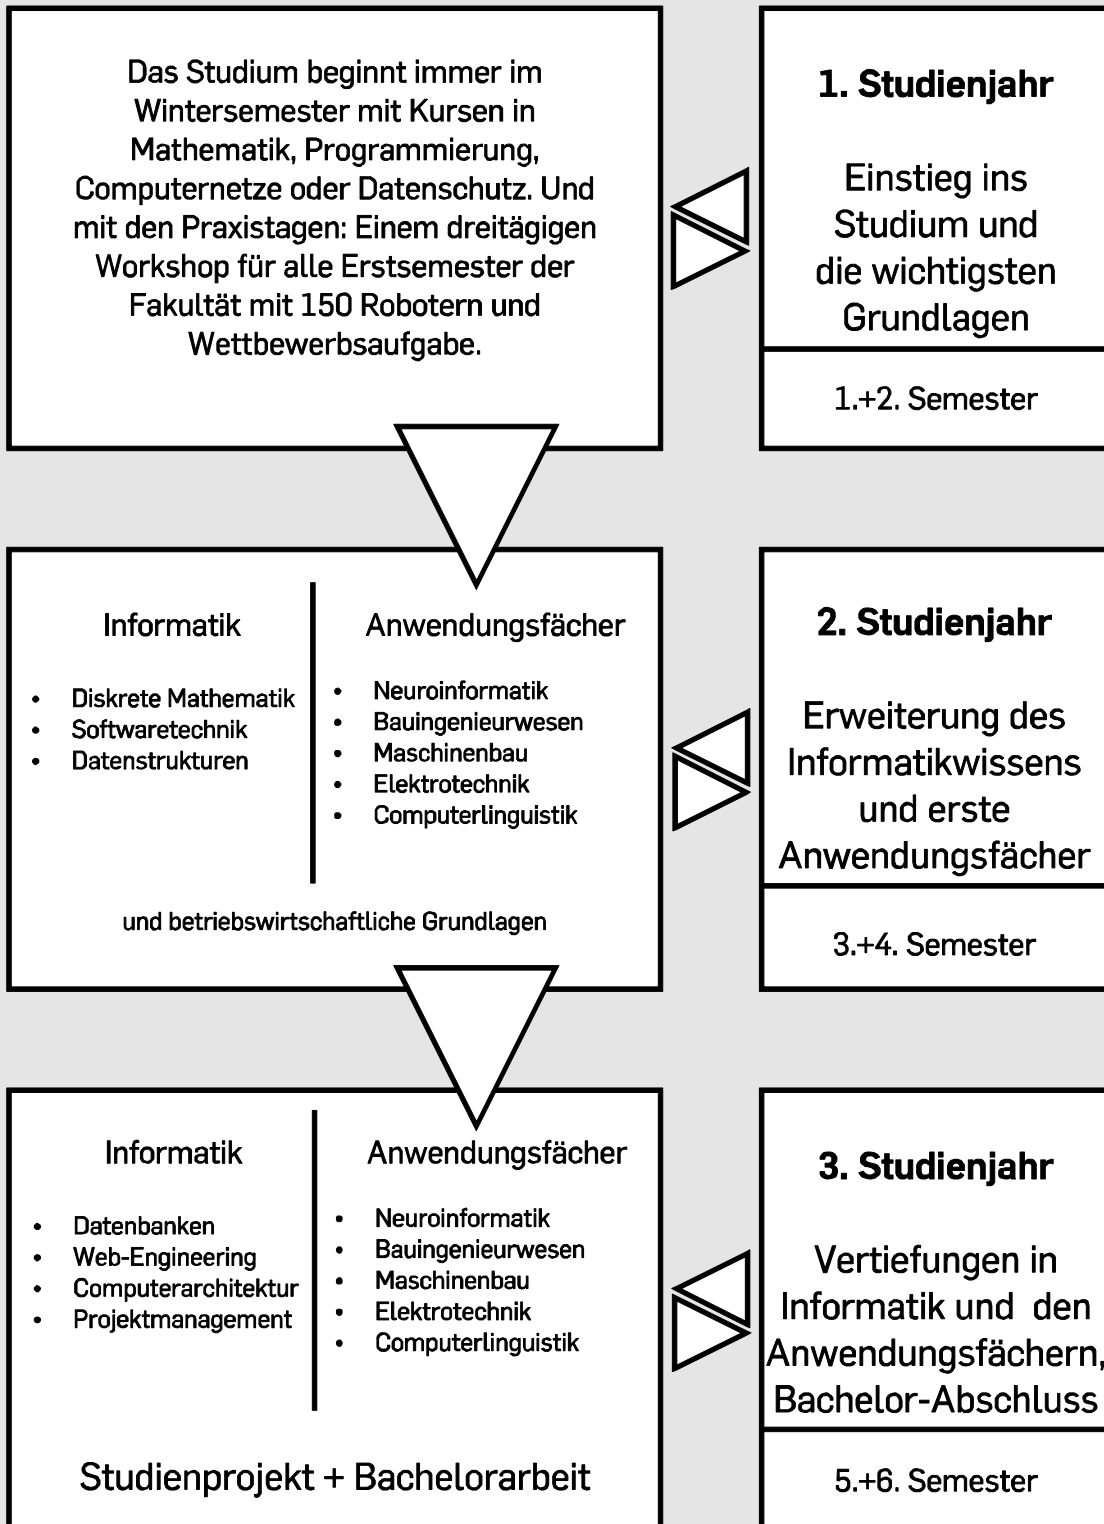 Das Studium beginnt immer im
Wintersemester mit Kursen in
Mathematik, Programmierung,
Computernetze oder Datenschutz. Und
mit den Praxistagen: Einem dreitägigen
Workshop für alle Erstsemester der
Fakultät mit 150 Robotern und
Wettbewerbsaufgabe.
1. Studienjahr
Einstieg ins
Studium und
die wichtigsten
Grundlagen
1.+2. Semester
Informatik
• Diskrete Mathematik
• Softwaretechnik
• Datenstrukturen
Anwendungsfächer
• Neuroinformatik
• Bauingenieurwesen
• Maschinenbau
• Elektrotechnik
• Computerlinguistik
und betriebswirtschaftliche Grundlagen
2. Studienjahr
Erweiterung des
Informatikwissens
und erste
Anwendungsfächer
3.+4. Semester
Informatik
• Datenbanken
• Web-Engineering
• Computerarchitektur
• Projektmanagement
Anwendungsfächer
• Neuroinformatik
• Bauingenieurwesen
• Maschinenbau
• Elektrotechnik
• Computerlinguistik
Studienprojekt + Bachelorarbeit
3. Studienjahr
Vertiefungen in
Informatik und den
Anwendungsfächern,
Bachelor-Abschluss
5.+6. Semester